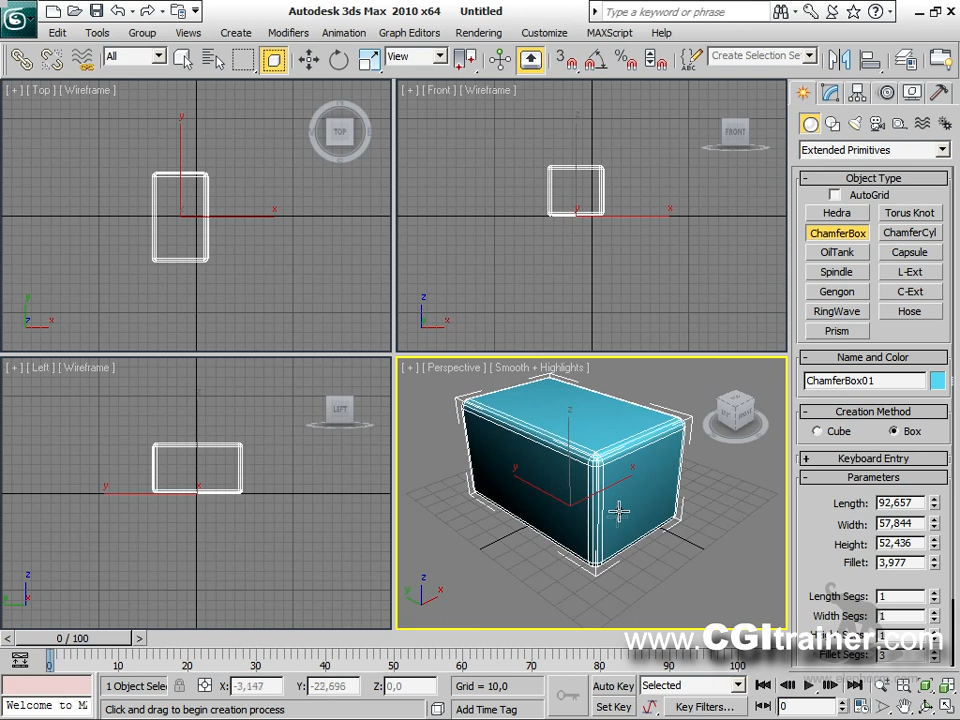 Autodesk 3ds Max 2010 x64 Untitled
Type a keyword or phrase
Edit Tools Group Views Create Modifiers Animation Graph Editors Rendering Customize MAXScript Help
All View 3 ABC Create Selection Se
[ + ] [ Top ] [ Wireframe ]
TOP
y
x
y
z x
[ + ] [ Front ] [ Wireframe ]
FRONT
z
y x
z
x
[ + ] [ Left ] [ Wireframe ]
LEFT
y x
z
y x
[ + ] [ Perspective ] [ Smooth + Highlights ]
z
y x
z
y x
Extended Primitives
- Object Type
AutoGrid
Hedra Torus Knot
ChamferBox ChamferCyl
OilTank Capsule
Spindle L-Ext
Gengon C-Ext
RingWave Hose
Prism
- Name and Color
ChamferBox01
- Creation Method
Cube Box
+ Keyboard Entry
- Parameters
Length: 92,657
Width: 57,844
Height: 52,436
Fillet: 3,977
Length Segs: 1
Width Segs: 1
Height Segs: 1
Fillet Segs: 3
www.CGItrainer.com
< 0 / 100 >
0 10 20 30 40 50 60 70 80 90 100
1 Object Selec X: -3,147 Y: -22,696 Z: 0,0 Grid = 10,0 Auto Key Selected
Welcome to M Click and drag to begin creation process Add Time Tag Set Key Key Filters... 0